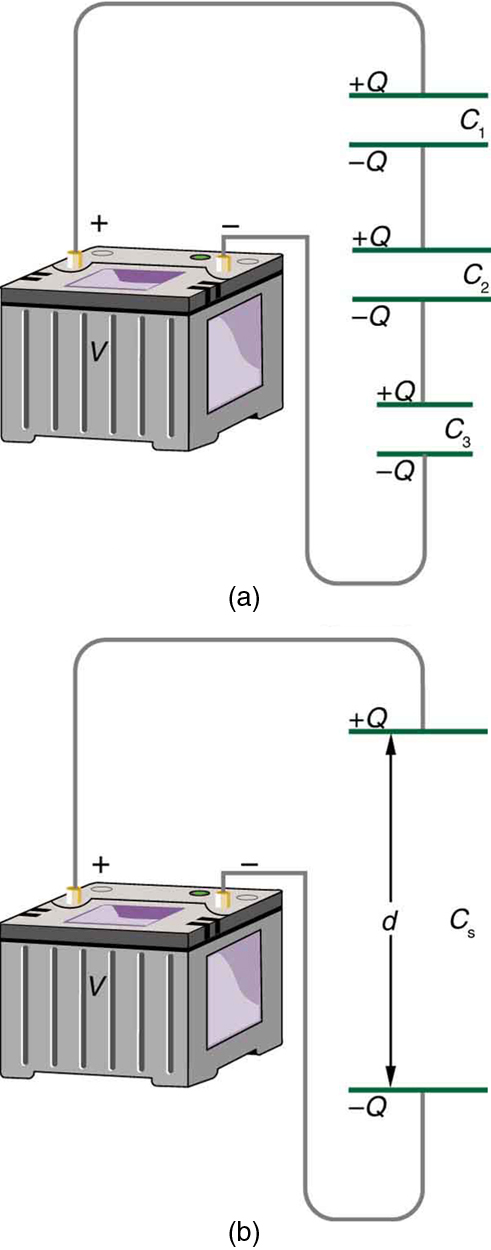 +Q
C₁
−Q
+ −
+Q
C₂
−Q
V
+Q
C₃
−Q
(a)
+Q
+ −
d
Cₛ
V
−Q
(b)